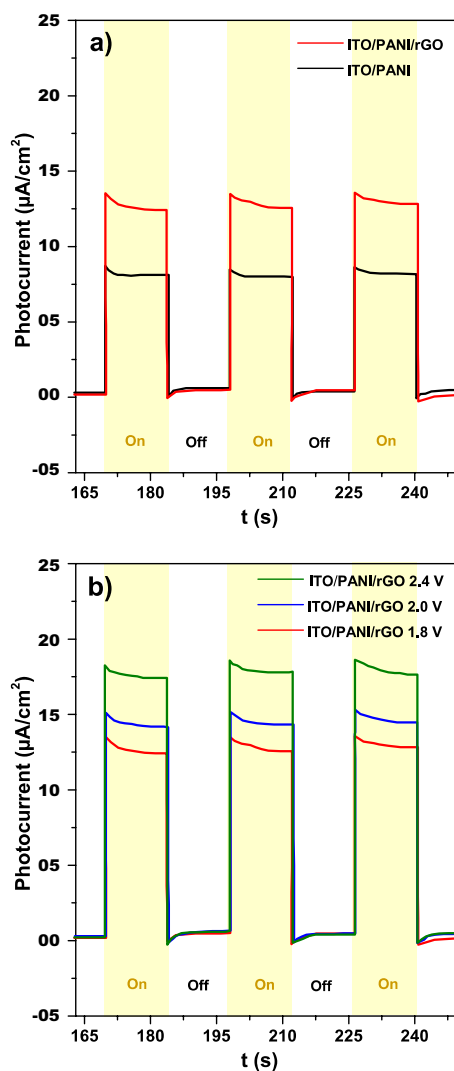 a)
ITO/PANI/rGO
ITO/PANI
Photocurrent (µA/cm²)
25
20
15
10
05
00
-05
On Off On Off On
165 180 195 210 225 240
t (s)
b)
ITO/PANI/rGO 2.4 V
ITO/PANI/rGO 2.0 V
ITO/PANI/rGO 1.8 V
Photocurrent (µA/cm²)
25
20
15
10
05
00
-05
On Off On Off On
165 180 195 210 225 240
t (s)